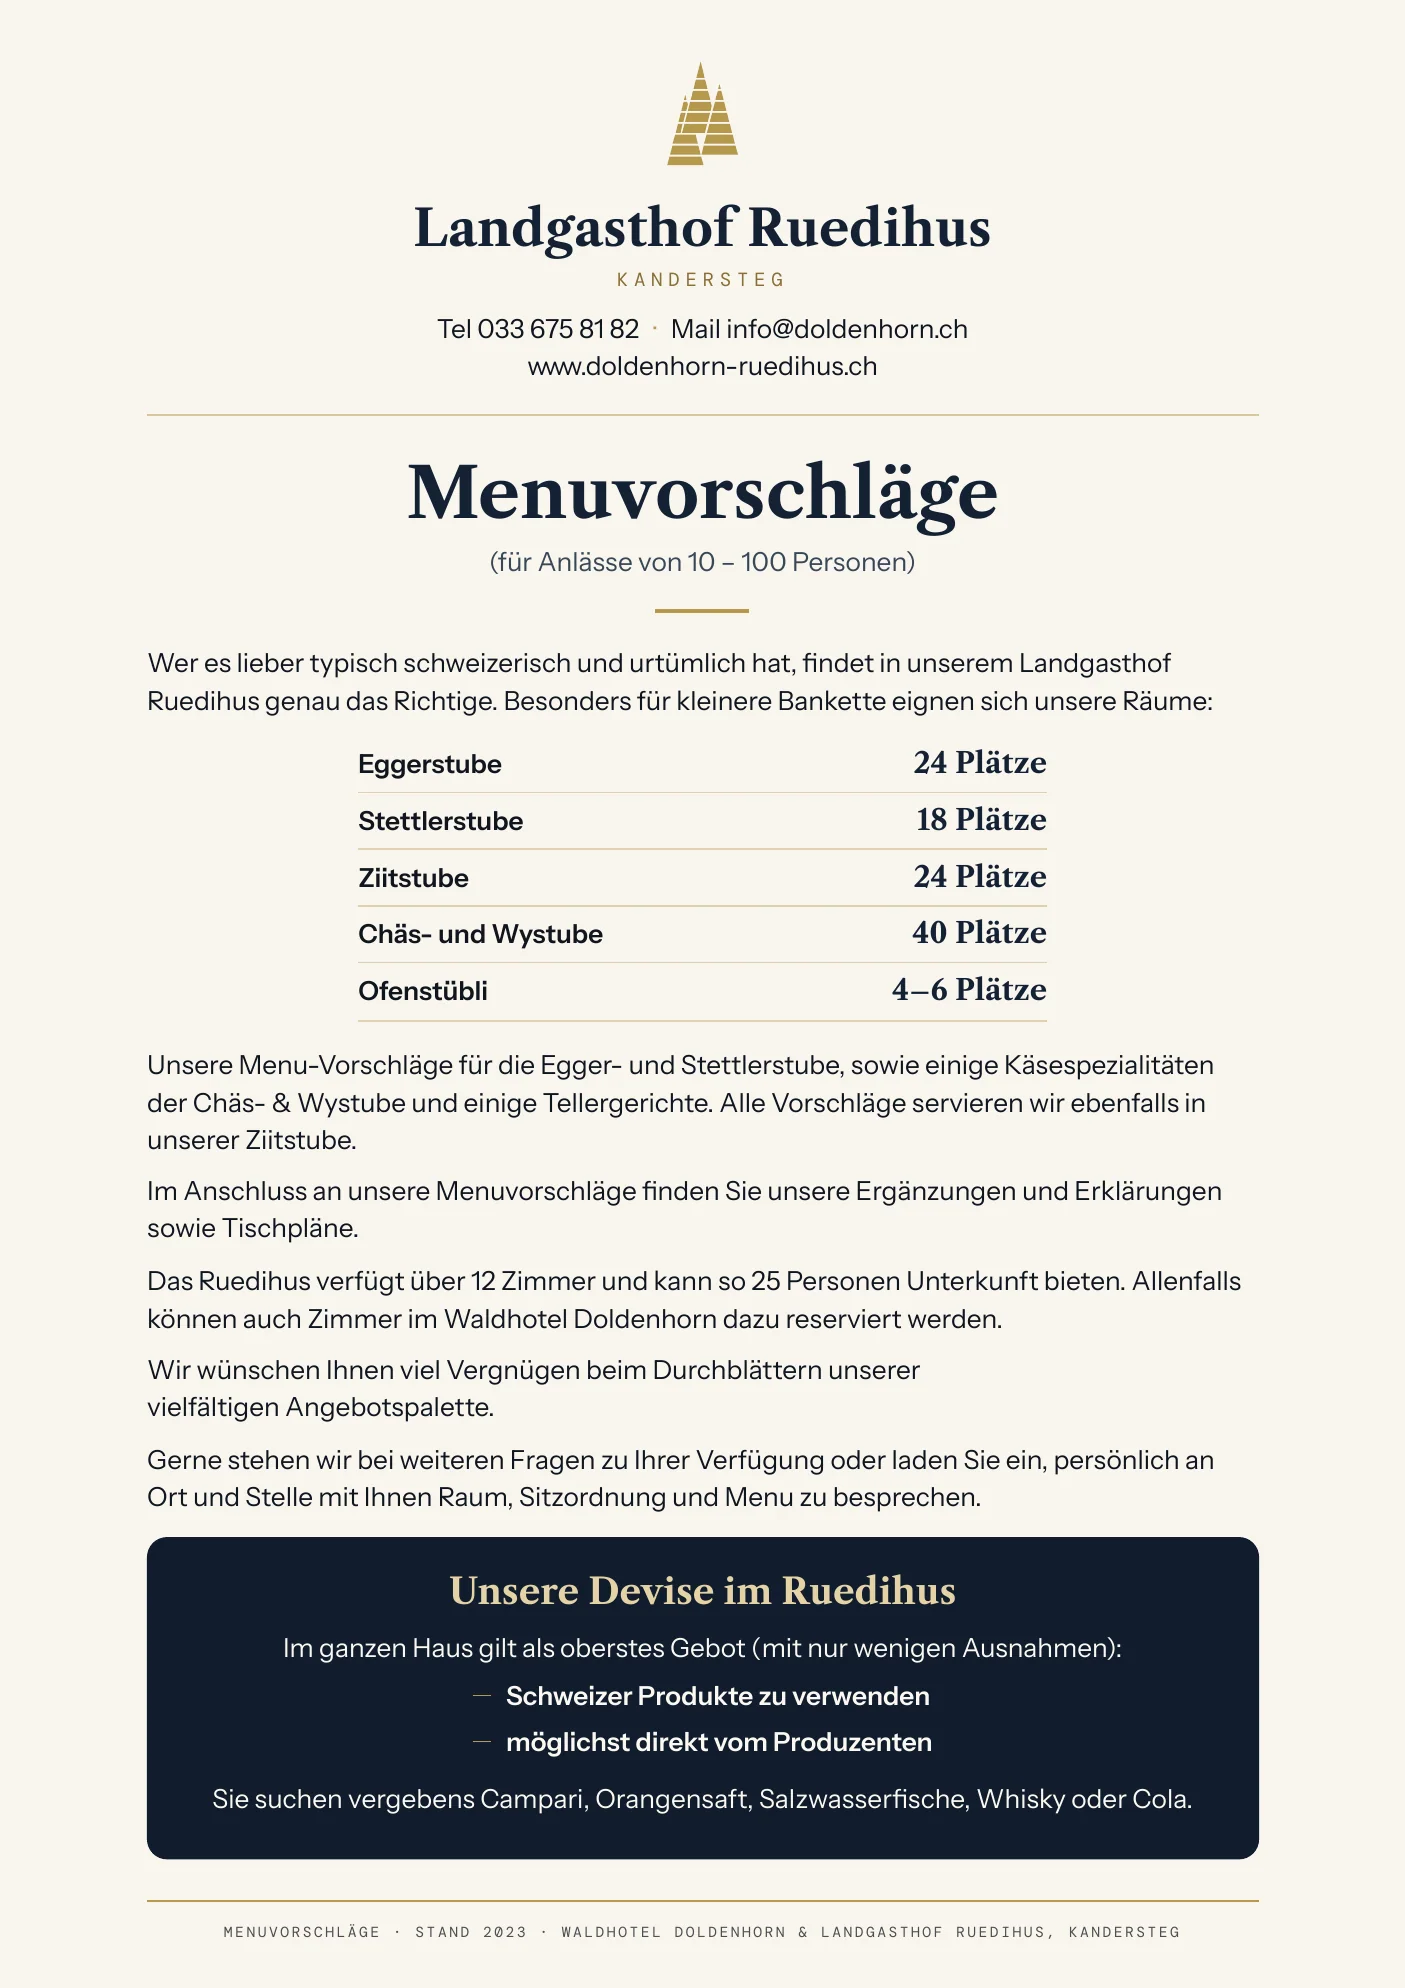 Landgasthof Ruedihus
KANDERSTEG
Tel 033 675 81 82 · Mail info@doldenhorn.ch
www.doldenhorn-ruedihus.ch
Menuvorschläge
(für Anlässe von 10 – 100 Personen)
Wer es lieber typisch schweizerisch und urtümlich hat, findet in unserem Landgasthof
Ruedihus genau das Richtige. Besonders für kleinere Bankette eignen sich unsere Räume:
Eggerstube 24 Plätze
Stettlerstube 18 Plätze
Ziitstube 24 Plätze
Chäs- und Wystube 40 Plätze
Ofenstübli 4–6 Plätze
Unsere Menu-Vorschläge für die Egger- und Stettlerstube, sowie einige Käsespezialitäten
der Chäs- & Wystube und einige Tellergerichte. Alle Vorschläge servieren wir ebenfalls in
unserer Ziitstube.
Im Anschluss an unsere Menuvorschläge finden Sie unsere Ergänzungen und Erklärungen
sowie Tischpläne.
Das Ruedihus verfügt über 12 Zimmer und kann so 25 Personen Unterkunft bieten. Allenfalls
können auch Zimmer im Waldhotel Doldenhorn dazu reserviert werden.
Wir wünschen Ihnen viel Vergnügen beim Durchblättern unserer
vielfältigen Angebotspalette.
Gerne stehen wir bei weiteren Fragen zu Ihrer Verfügung oder laden Sie ein, persönlich an
Ort und Stelle mit Ihnen Raum, Sitzordnung und Menu zu besprechen.
Unsere Devise im Ruedihus
Im ganzen Haus gilt als oberstes Gebot (mit nur wenigen Ausnahmen):
— Schweizer Produkte zu verwenden
— möglichst direkt vom Produzenten
Sie suchen vergebens Campari, Orangensaft, Salzwasserfische, Whisky oder Cola.
MENUVORSCHLÄGE · STAND 2023 · WALDHOTEL DOLDENHORN & LANDGASTHOF RUEDIHUS, KANDERSTEG